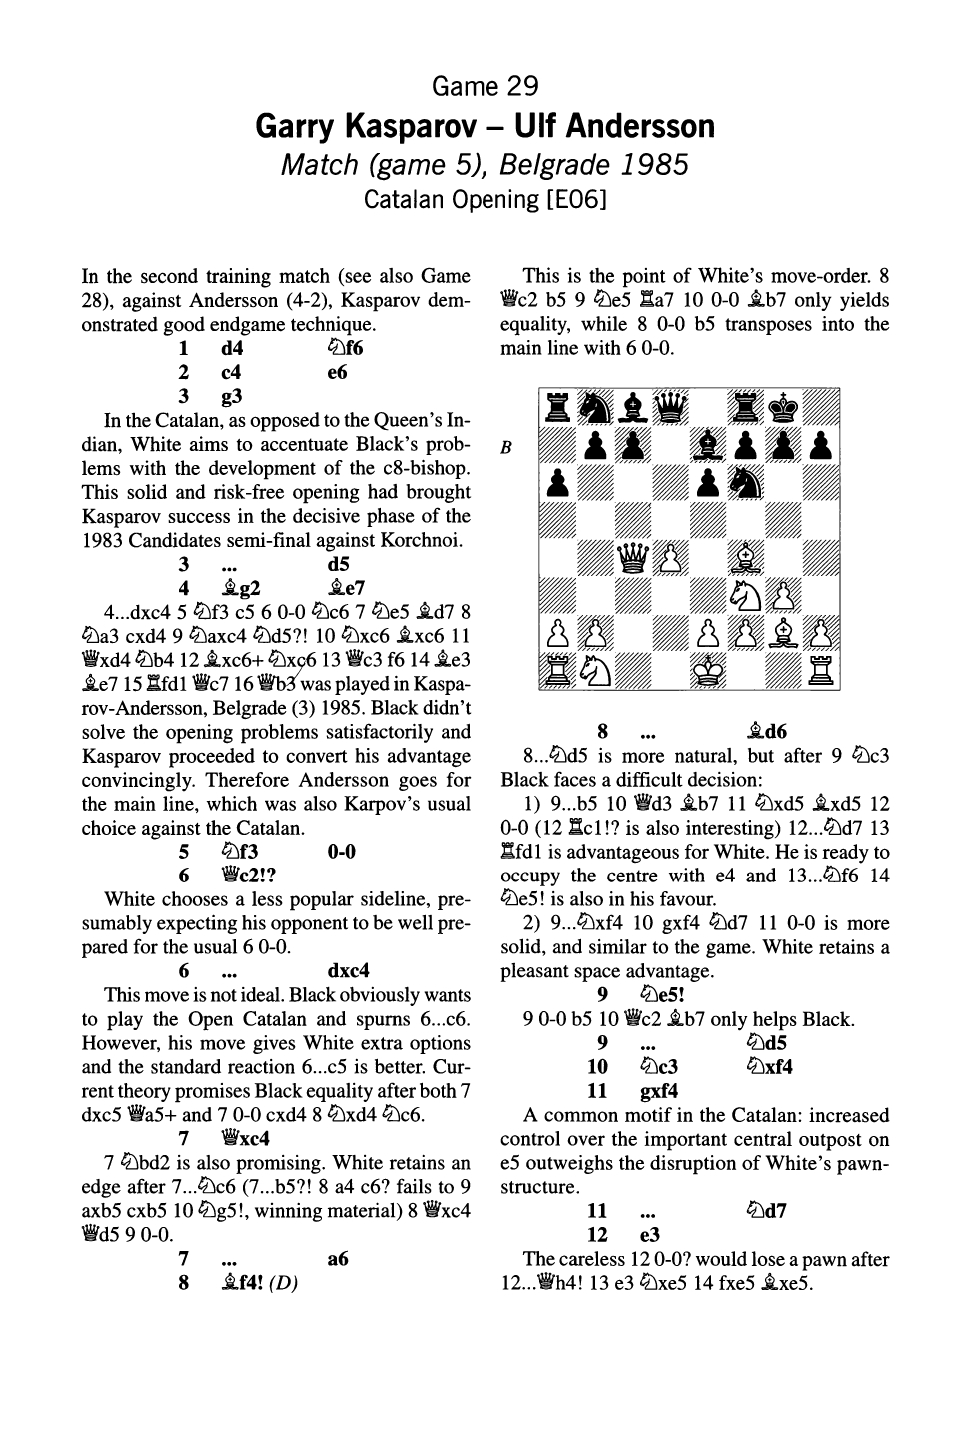 Game 29
Garry Kasparov – Ulf Andersson
Match (game 5), Belgrade 1985
Catalan Opening [E06]
In the second training match (see also Game
28), against Andersson (4-2), Kasparov dem-
onstrated good endgame technique.
1 d4 ♘f6
2 c4 e6
3 g3
In the Catalan, as opposed to the Queen's In-
dian, White aims to accentuate Black's prob-
lems with the development of the c8-bishop.
This solid and risk-free opening had brought
Kasparov success in the decisive phase of the
1983 Candidates semi-final against Korchnoi.
3 ... d5
4 ♗g2 ♗e7
4...dxc4 5 ♘f3 c5 6 0-0 ♘c6 7 ♘e5 ♗d7 8
♘a3 cxd4 9 ♘axc4 ♘d5?! 10 ♘xc6 ♗xc6 11
♕xd4 ♘b4 12 ♗xc6+ ♘xc6 13 ♕c3 f6 14 ♗e3
♗e7 15 ♖fd1 ♕c7 16 ♕b3 was played in Kaspa-
rov-Andersson, Belgrade (3) 1985. Black didn't
solve the opening problems satisfactorily and
Kasparov proceeded to convert his advantage
convincingly. Therefore Andersson goes for
the main line, which was also Karpov's usual
choice against the Catalan.
5 ♘f3 0-0
6 ♕c2!?
White chooses a less popular sideline, pre-
sumably expecting his opponent to be well pre-
pared for the usual 6 0-0.
6 ... dxc4
This move is not ideal. Black obviously wants
to play the Open Catalan and spurns 6...c6.
However, his move gives White extra options
and the standard reaction 6...c5 is better. Cur-
rent theory promises Black equality after both 7
dxc5 ♕a5+ and 7 0-0 cxd4 8 ♘xd4 ♘c6.
7 ♕xc4
7 ♘bd2 is also promising. White retains an
edge after 7...♘c6 (7...b5?! 8 a4 c6? fails to 9
axb5 cxb5 10 ♘g5!, winning material) 8 ♕xc4
♕d5 9 0-0.
7 ... a6
8 ♗f4! (D)
This is the point of White's move-order. 8
♕c2 b5 9 ♘e5 ♖a7 10 0-0 ♗b7 only yields
equality, while 8 0-0 b5 transposes into the
main line with 6 0-0.
B
8 ... ♗d6
8...♘d5 is more natural, but after 9 ♘c3
Black faces a difficult decision:
1) 9...b5 10 ♕d3 ♗b7 11 ♘xd5 ♗xd5 12
0-0 (12 ♖c1!? is also interesting) 12...♘d7 13
♖fd1 is advantageous for White. He is ready to
occupy the centre with e4 and 13...♘f6 14
♘e5! is also in his favour.
2) 9...♘xf4 10 gxf4 ♘d7 11 0-0 is more
solid, and similar to the game. White retains a
pleasant space advantage.
9 ♘e5!
9 0-0 b5 10 ♕c2 ♗b7 only helps Black.
9 ... ♘d5
10 ♘c3 ♘xf4
11 gxf4
A common motif in the Catalan: increased
control over the important central outpost on
e5 outweighs the disruption of White's pawn-
structure.
11 ... ♘d7
12 e3
The careless 12 0-0? would lose a pawn after
12...♕h4! 13 e3 ♘xe5 14 fxe5 ♗xe5.